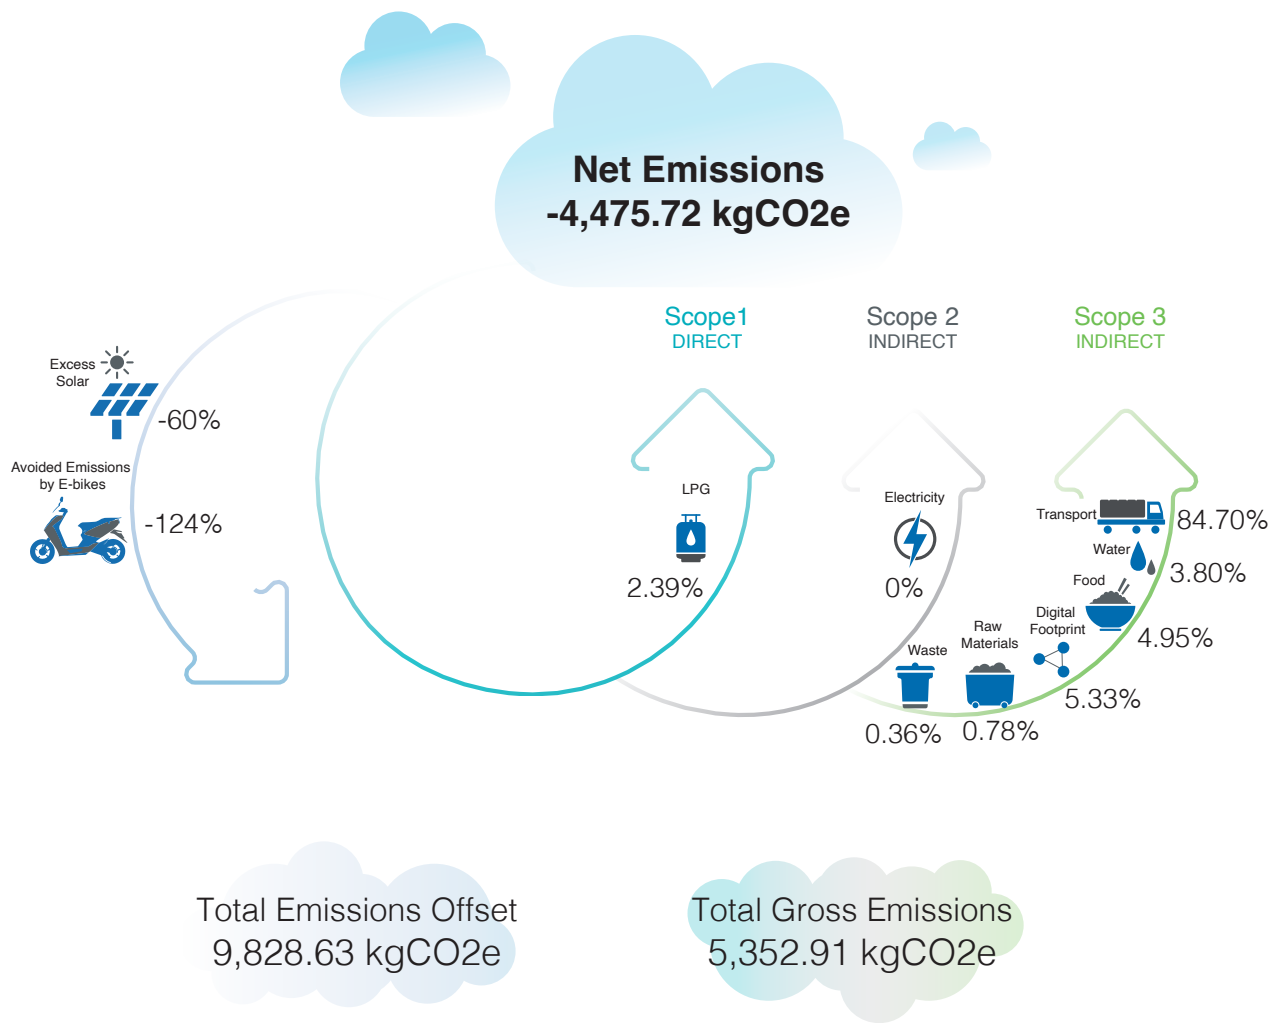 Net Emissions
-4,475.72 kgCO2e
Scope1
DIRECT
Scope 2
INDIRECT
Scope 3
INDIRECT
Excess
Solar
-60%
Avoided Emissions
by E-bikes
-124%
LPG
2.39%
Electricity
0%
Transport
84.70%
Water
3.80%
Food
4.95%
Digital
Footprint
5.33%
Raw
Materials
0.78%
Waste
0.36%
Total Emissions Offset
9,828.63 kgCO2e
Total Gross Emissions
5,352.91 kgCO2e